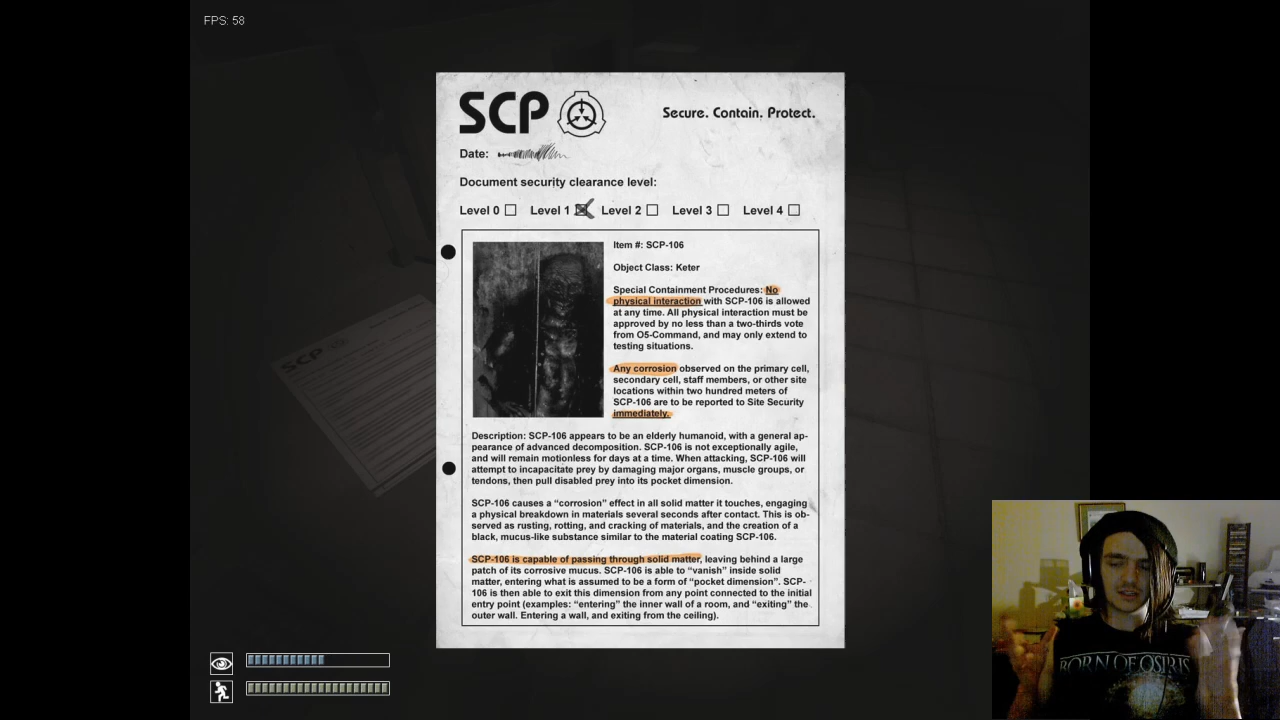 FPS: 58
SCP
Secure. Contain. Protect.
Date:
Document security clearance level:
Level 0 Level 1 Level 2 Level 3 Level 4
Item #: SCP-106
Object Class: Keter
Special Containment Procedures: No
physical interaction with SCP-106 is allowed
at any time. All physical interaction must be
approved by no less than a two-thirds vote
from O5-Command, and may only extend to
testing situations.
Any corrosion observed on the primary cell,
secondary cell, staff members, or other site
locations within two hundred meters of
SCP-106 are to be reported to Site Security
immediately.
Description: SCP-106 appears to be an elderly humanoid, with a general ap-
pearance of advanced decomposition. SCP-106 is not exceptionally agile,
and will remain motionless for days at a time. When attacking, SCP-106 will
attempt to incapacitate prey by damaging major organs, muscle groups, or
tendons, then pull disabled prey into its pocket dimension.
SCP-106 causes a “corrosion” effect in all solid matter it touches, engaging
a physical breakdown in materials several seconds after contact. This is ob-
served as rusting, rotting, and cracking of materials, and the creation of a
black, mucus-like substance similar to the material coating SCP-106.
SCP-106 is capable of passing through solid matter, leaving behind a large
patch of its corrosive mucus. SCP-106 is able to “vanish” inside solid
matter, entering what is assumed to be a form of “pocket dimension”. SCP-
106 is then able to exit this dimension from any point connected to the initial
entry point (examples: “entering” the inner wall of a room, and “exiting” the
outer wall. Entering a wall, and exiting from the ceiling).
SCP
BORN OF OSIRIS